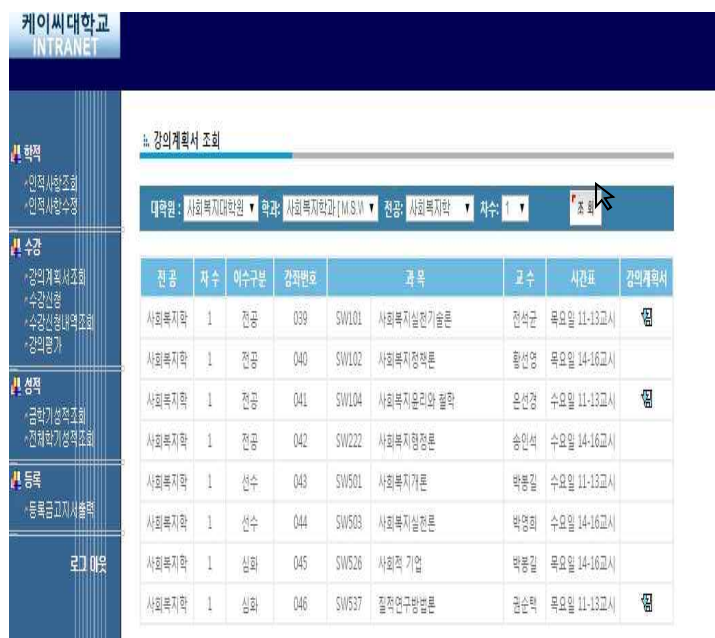 케이씨대학교
INTRANET
강의계획서 조회
학적
인적사항조회
인적사항수정
대학원: 사회복지대학원 학과: 사회복지학과[M.S.W 전공: 사회복지학 차수: 1 조 회
수강
강의계획서조회
수강신청
수강신청내역조회
강의평가
성적
금학기성적조회
전체학기성적조회
등록
등록금고지서출력
로그 아웃
전 공 차 수 이수구분 강좌번호 과 목 교 수 시간표 강의계획서
사회복지학 1 전공 039 SW101 사회복지실천기술론 전석균 목요일 11-13교시
사회복지학 1 전공 040 SW102 사회복지정책론 황선영 목요일 14-16교시
사회복지학 1 전공 041 SW104 사회복지윤리와 철학 은선경 수요일 11-13교시
사회복지학 1 전공 042 SW222 사회복지행정론 송인석 수요일 14-16교시
사회복지학 1 선수 043 SW501 사회복지개론 박봉길 수요일 11-13교시
사회복지학 1 선수 044 SW503 사회복지실천론 박영희 수요일 14-16교시
사회복지학 1 심화 045 SW526 사회적 기업 박봉길 목요일 14-16교시
사회복지학 1 심화 046 SW537 질적연구방법론 권순택 목요일 11-13교시